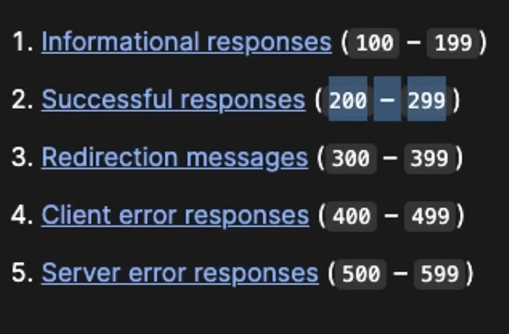 1. Informational responses (100 – 199)
2. Successful responses (200 – 299)
3. Redirection messages (300 – 399)
4. Client error responses (400 – 499)
5. Server error responses (500 – 599)